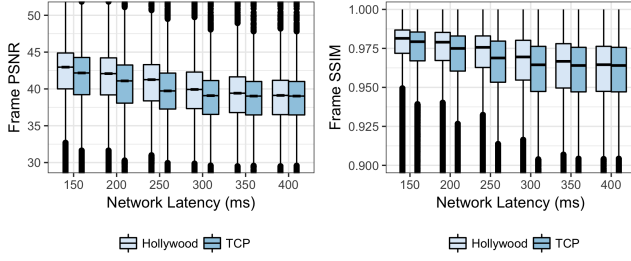 Frame PSNR
50
45
40
35
30
150 200 250 300 350 400
Network Latency (ms)
Hollywood TCP
Frame SSIM
1.000
0.975
0.950
0.925
0.900
150 200 250 300 350 400
Network Latency (ms)
Hollywood TCP